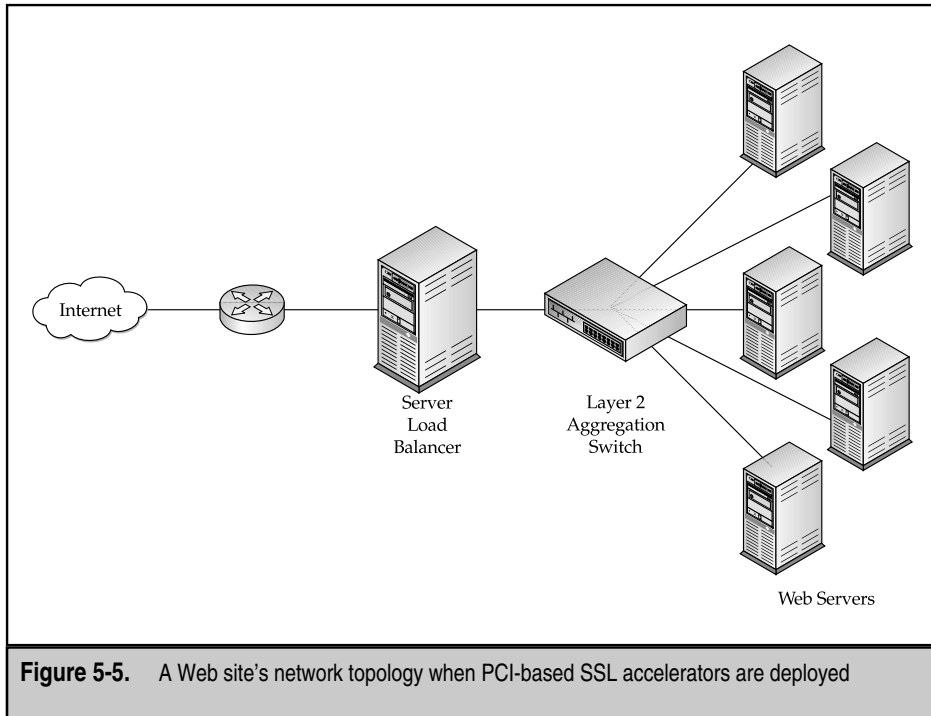 Internet
Server
Load
Balancer
Layer 2
Aggregation
Switch
Web Servers
Figure 5-5. A Web site's network topology when PCI-based SSL accelerators are deployed